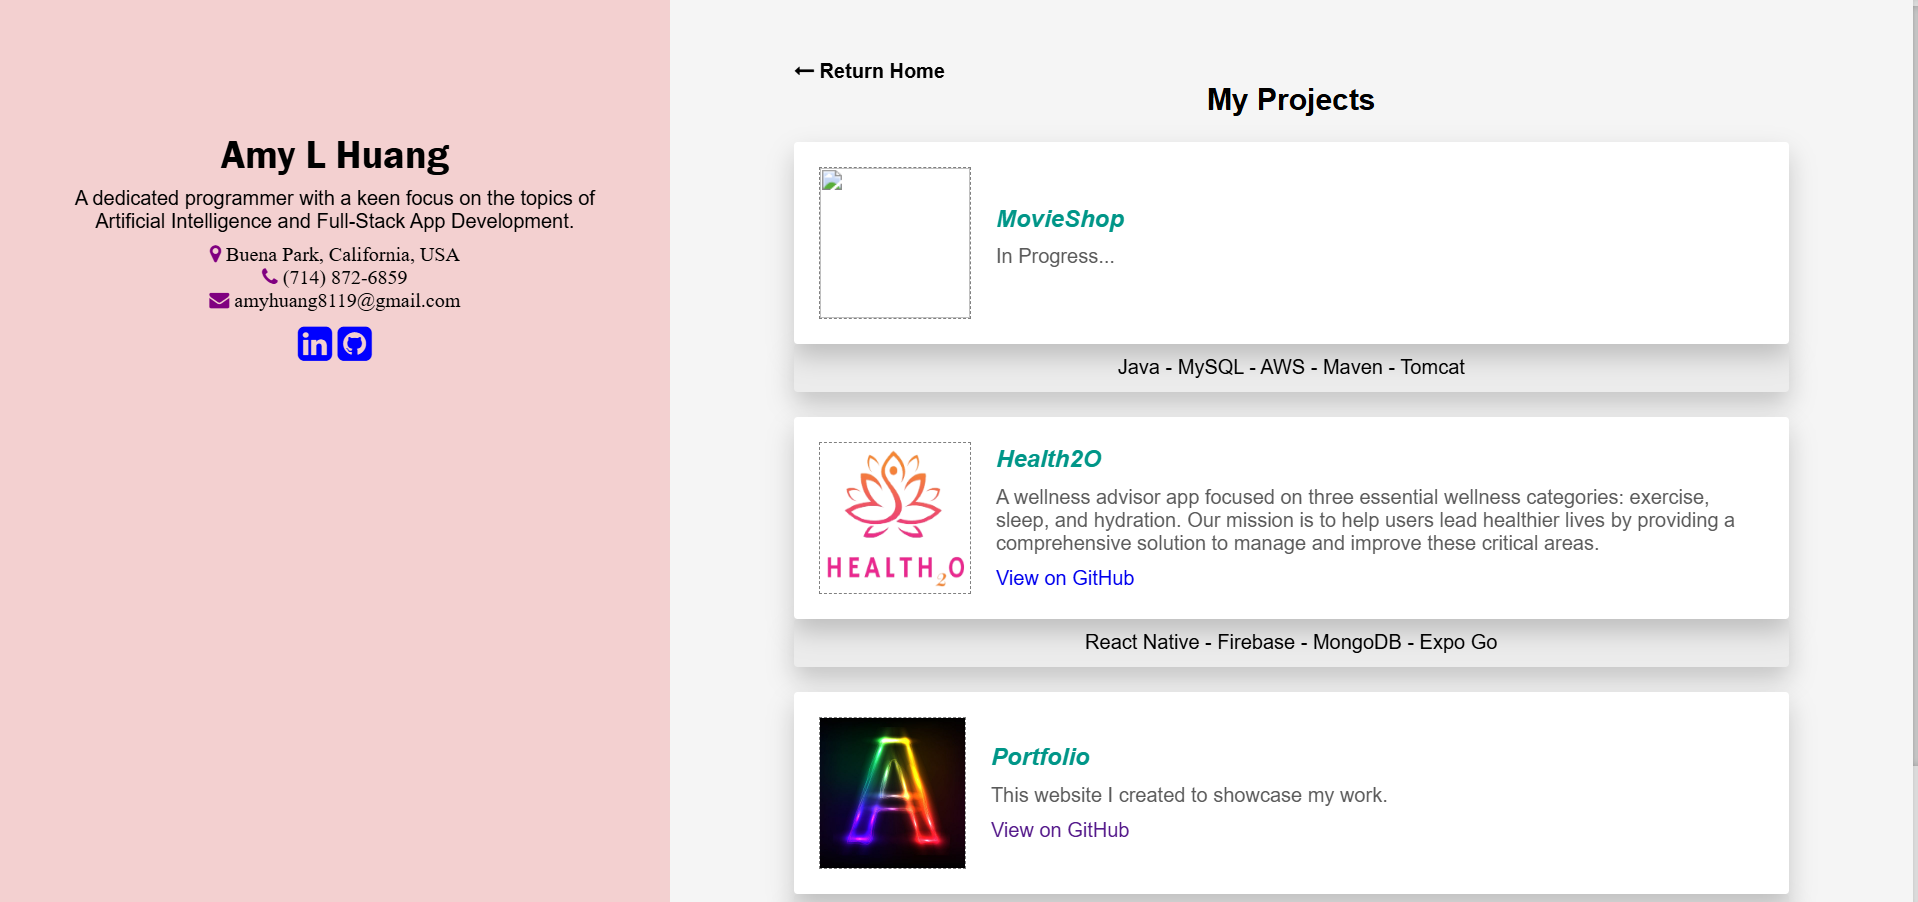 Amy L Huang
A dedicated programmer with a keen focus on the topics of
Artificial Intelligence and Full-Stack App Development.
Buena Park, California, USA
(714) 872-6859
amyhuang8119@gmail.com
in
← Return Home
My Projects
MovieShop
In Progress...
Java - MySQL - AWS - Maven - Tomcat
HEALTH2O
Health2O
A wellness advisor app focused on three essential wellness categories: exercise,
sleep, and hydration. Our mission is to help users lead healthier lives by providing a
comprehensive solution to manage and improve these critical areas.
View on GitHub
React Native - Firebase - MongoDB - Expo Go
A
Portfolio
This website I created to showcase my work.
View on GitHub